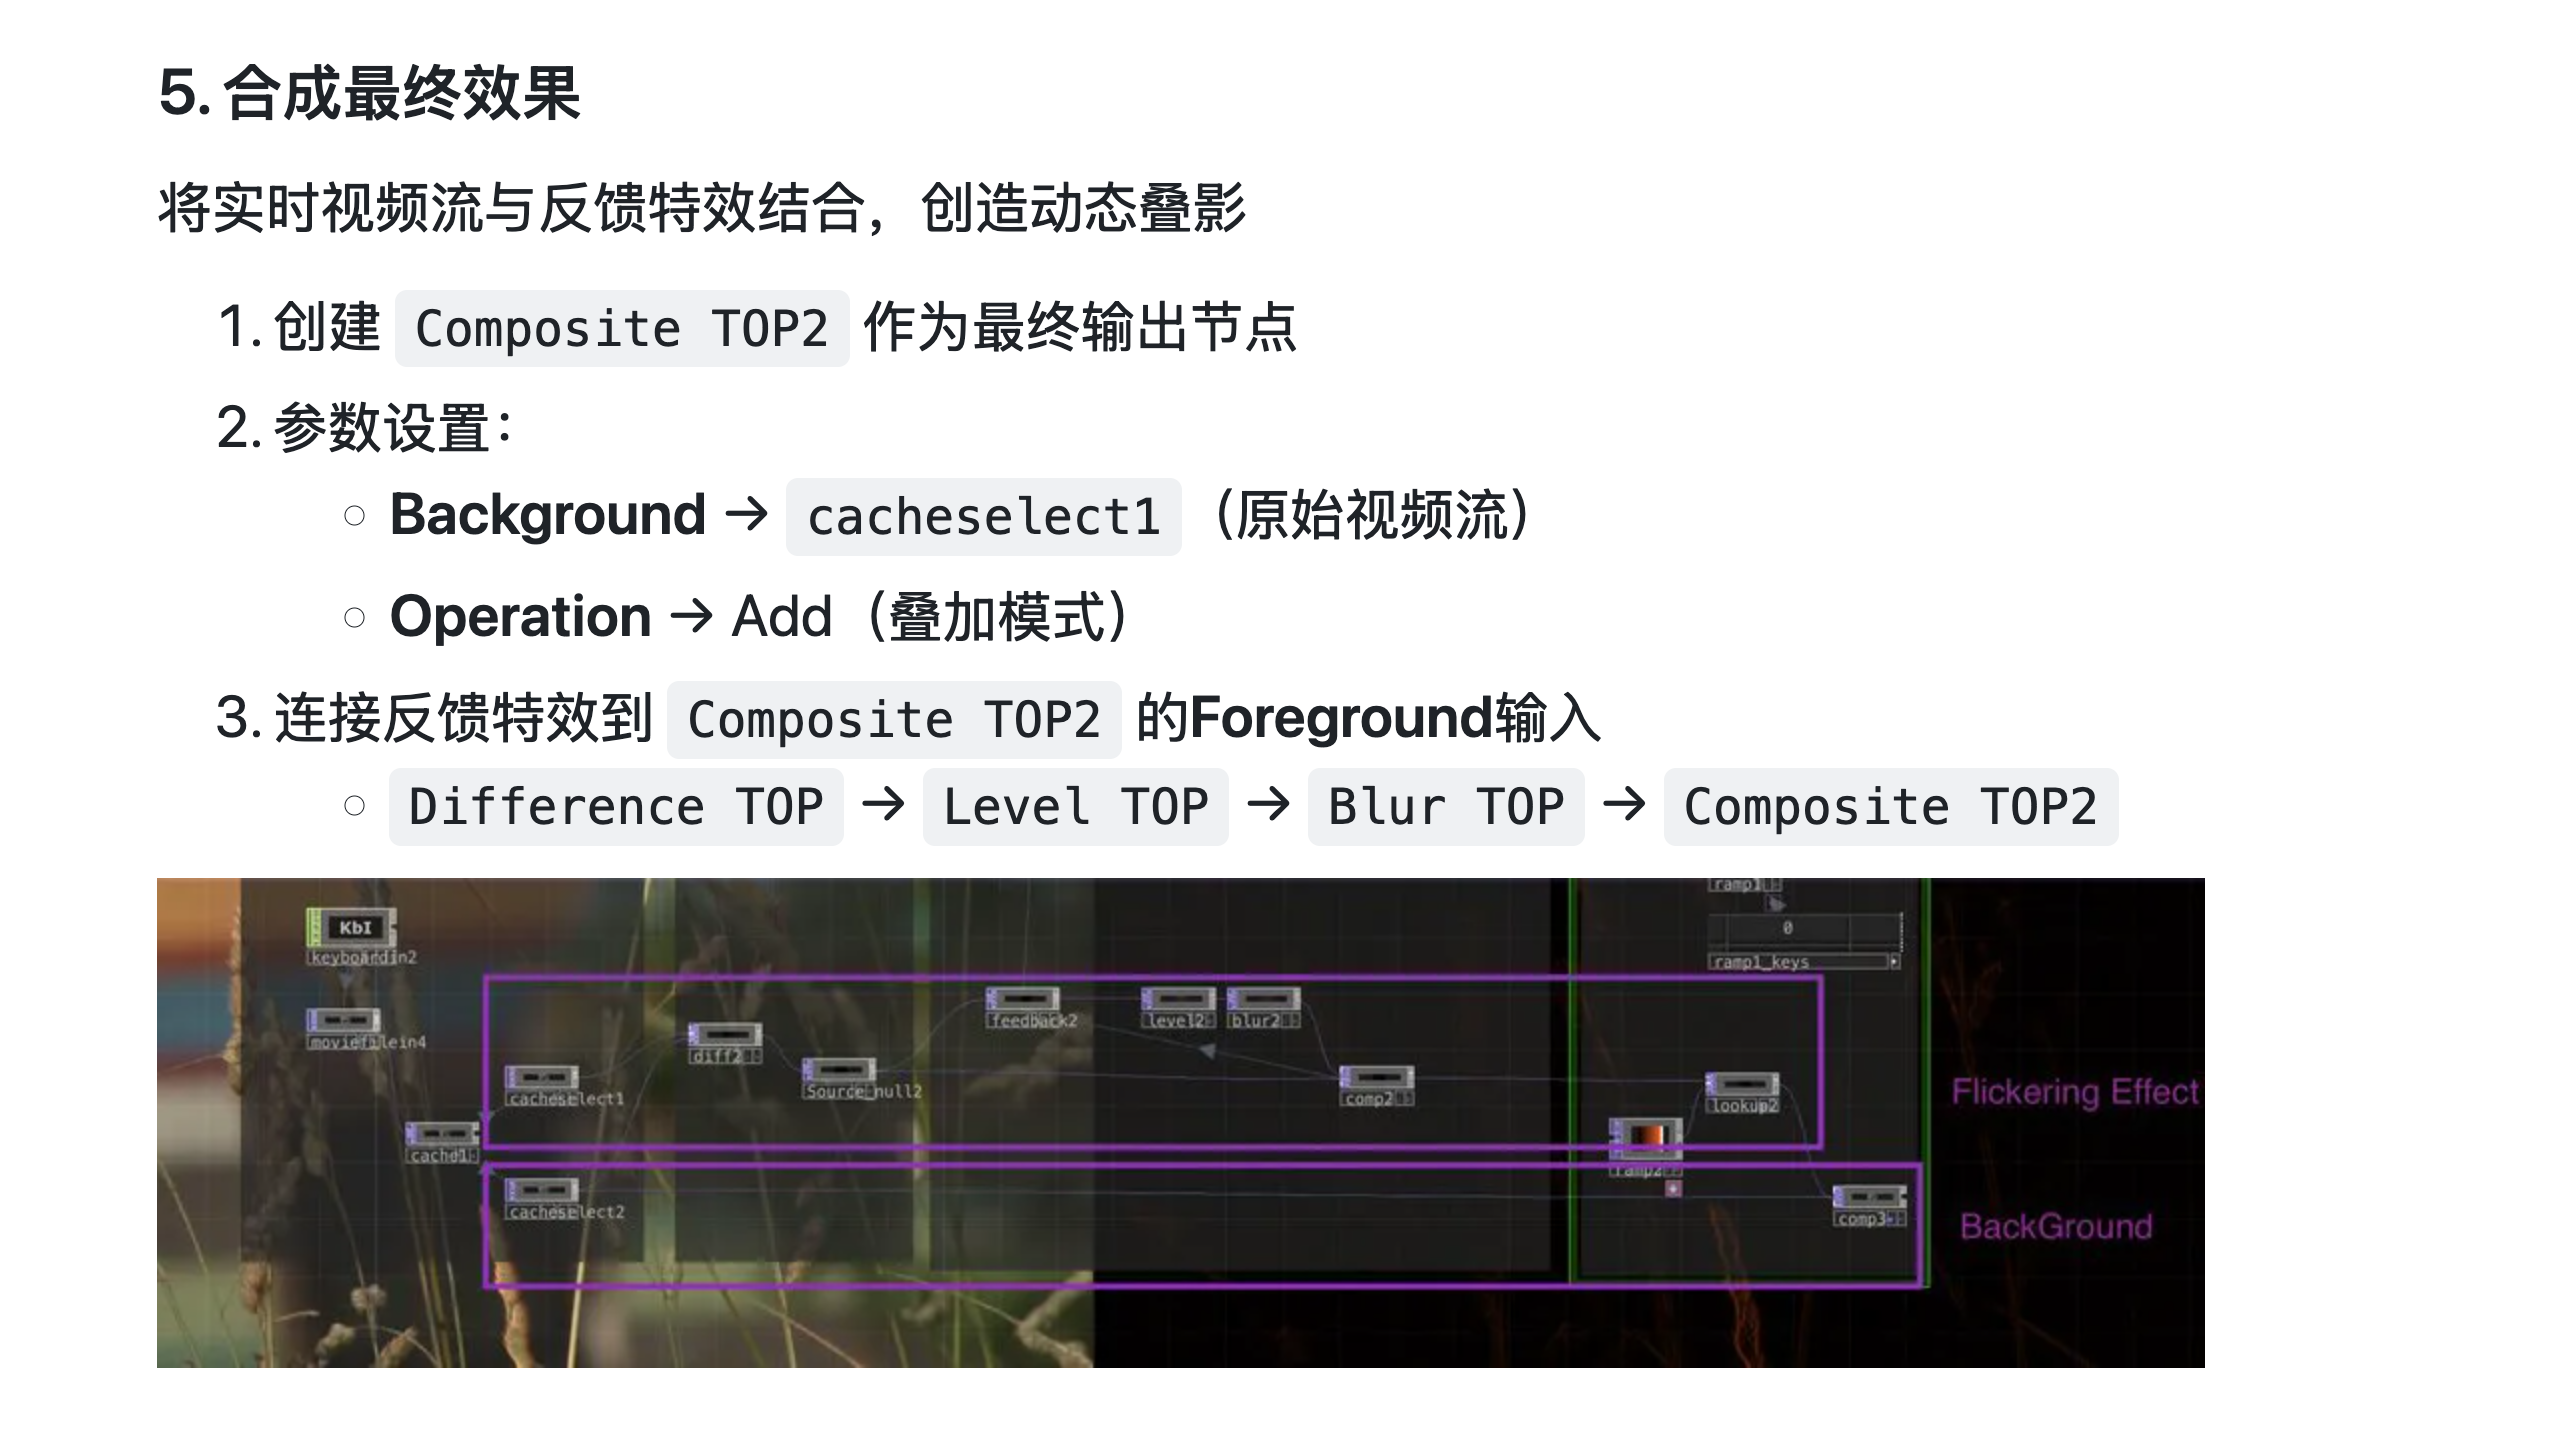 5. 合成最终效果
将实时视频流与反馈特效结合，创造动态叠影
1. 创建 Composite TOP2 作为最终输出节点
2. 参数设置：
Background → cacheselect1 （原始视频流）
Operation → Add（叠加模式）
3. 连接反馈特效到 Composite TOP2 的Foreground输入
Difference TOP → Level TOP → Blur TOP → Composite TOP2
ramp1
KbI
0
keyboardin2
ramp1_keys
feedback2
level2
blur2
moviefilein4
diff2
Source_null2
cacheselect1
comp2
lookup2
Flickering Effect
cache1
ramp2
cacheselect2
comp3
BackGround